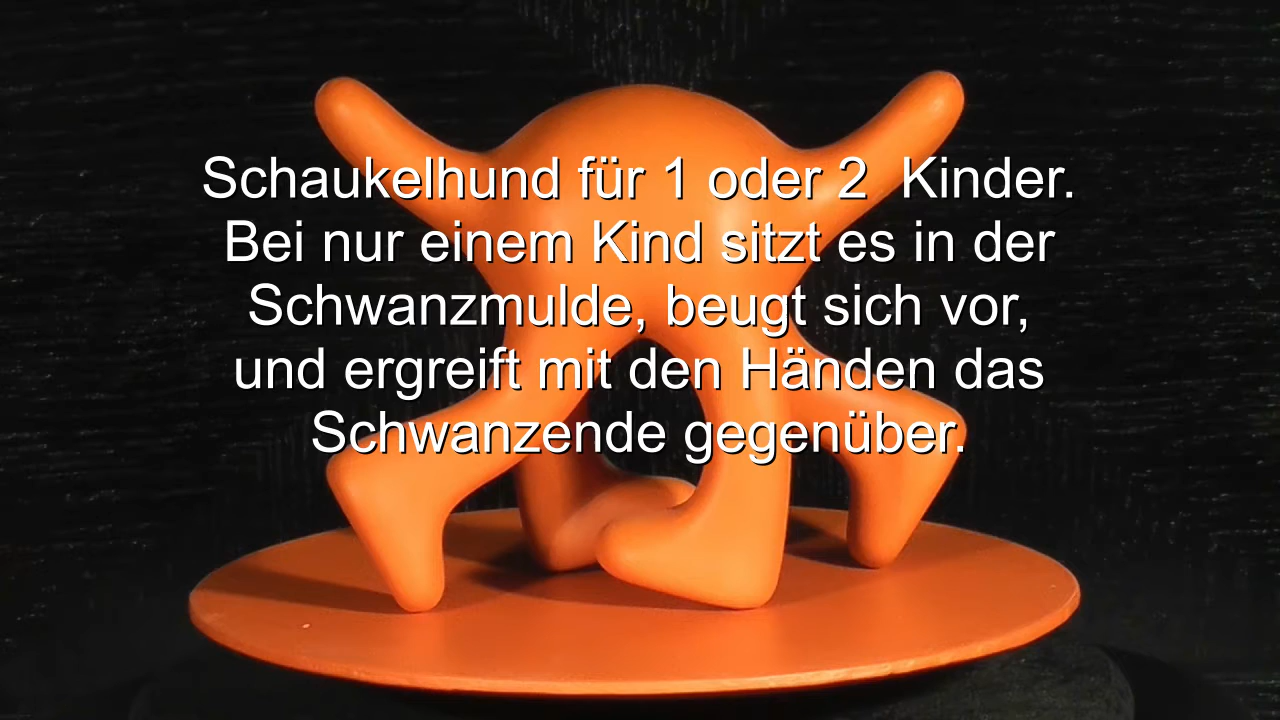 Schaukelhund für 1 oder 2  Kinder.
Bei nur einem Kind sitzt es in der
Schwanzmulde, beugt sich vor,
und ergreift mit den Händen das
Schwanzende gegenüber.